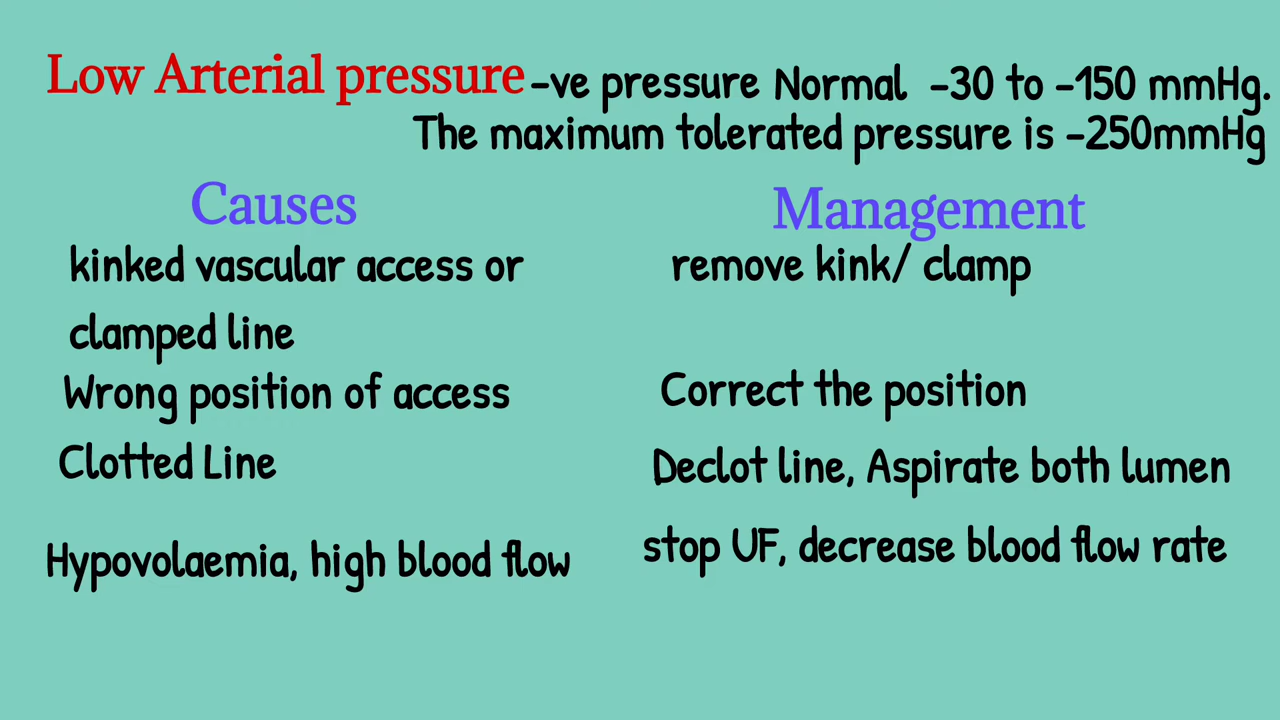 Low Arterial pressure -ve pressure Normal -30 to -150 mmHg.
The maximum tolerated pressure is -250mmHg
Causes
Management
kinked vascular access or
remove kink/ clamp
clamped line
Wrong position of access
Correct the position
Clotted Line
Declot line, Aspirate both lumen
Hypovolaemia, high blood flow
stop UF, decrease blood flow rate